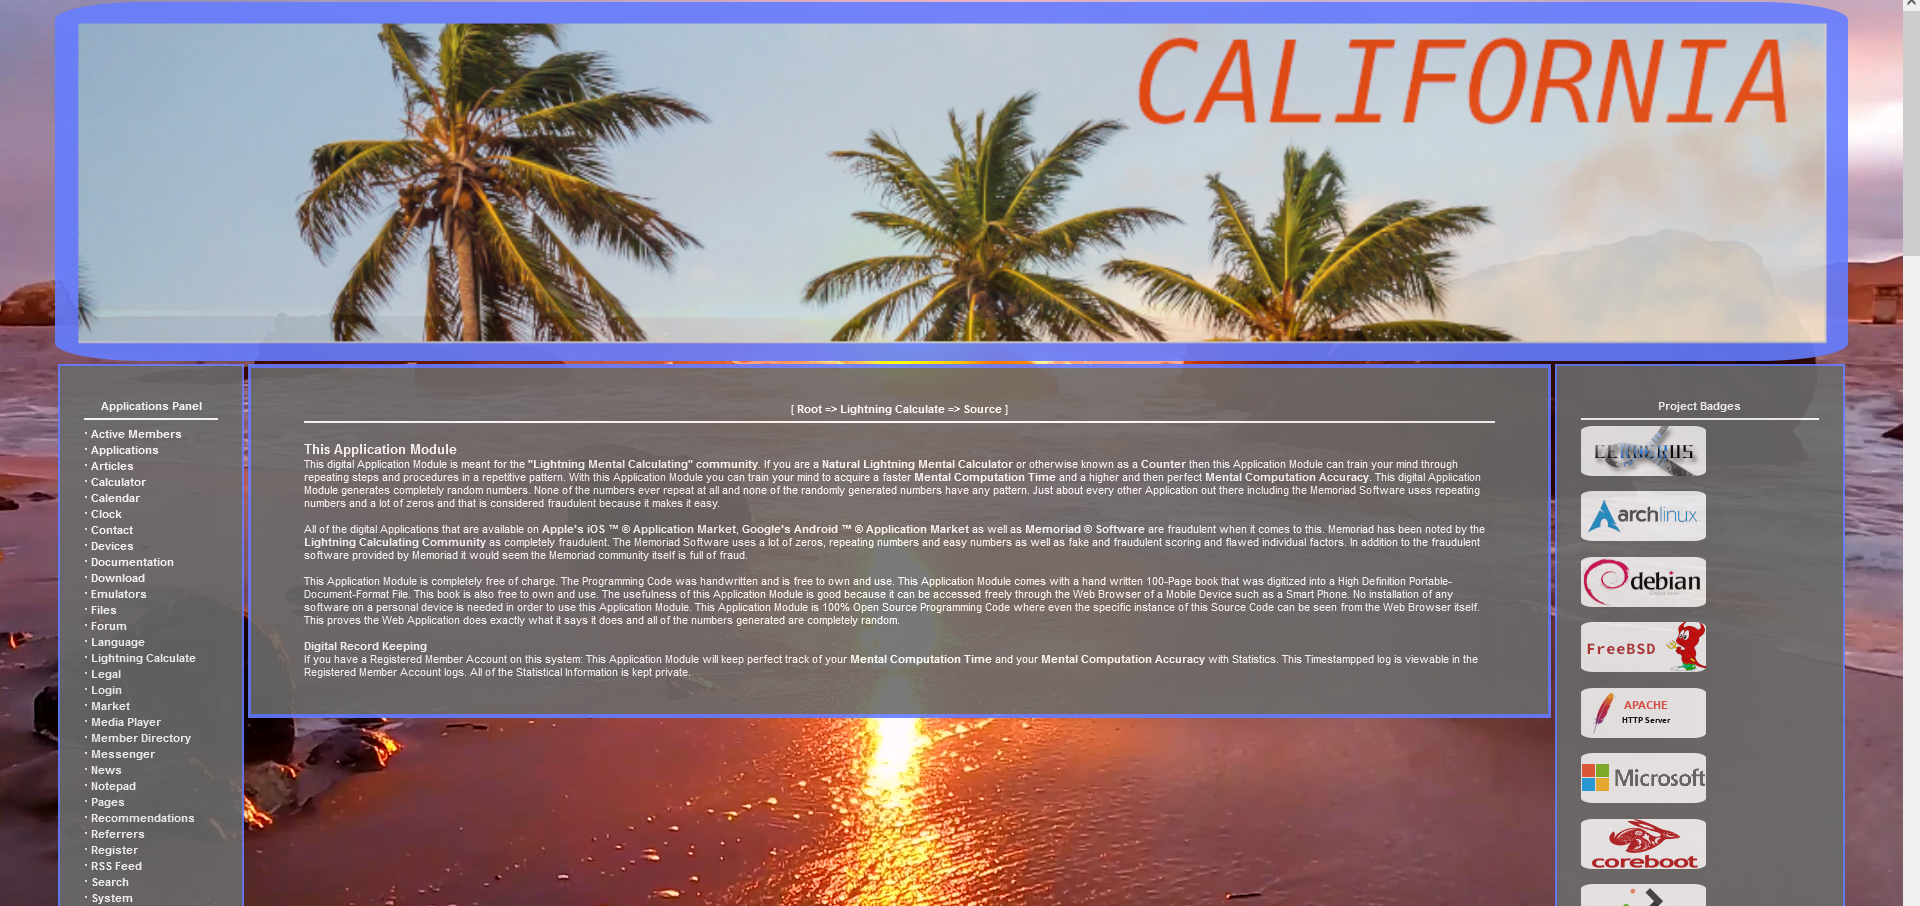 CALIFORNIA
Applications Panel
· Active Members
· Applications
· Articles
· Calculator
· Calendar
· Clock
· Contact
· Devices
· Documentation
· Download
· Emulators
· Files
· Forum
· Language
· Lightning Calculate
· Legal
· Login
· Market
· Media Player
· Member Directory
· Messenger
· News
· Notepad
· Pages
· Recommendations
· Referrers
· Register
· RSS Feed
· Search
· System
[ Root => Lightning Calculate => Source ]
This Application Module
This digital Application Module is meant for the "Lightning Mental Calculating" community. If you are a Natural Lightning Mental Calculator or otherwise known as a Counter then this Application Module can train your mind through
repeating steps and procedures in a repetitive pattern. With this Application Module you can train your mind to acquire a faster Mental Computation Time and a higher and then perfect Mental Computation Accuracy. This digital Application
Module generates completely random numbers. None of the numbers ever repeat at all and none of the randomly generated numbers have any pattern. Just about every other Application out there including the Memoriad Software uses repeating
numbers and a lot of zeros and that is considered fraudulent because it makes it easy.
All of the digital Applications that are available on Apple's iOS ™ ® Application Market, Google's Android ™ ® Application Market as well as Memoriad ® Software are fraudulent when it comes to this. Memoriad has been noted by the
Lightning Calculating Community as completely fraudulent. The Memoriad Software uses a lot of zeros, repeating numbers and easy numbers as well as fake and fraudulent scoring and flawed individual factors. In addition to the fraudulent
software provided by Memoriad it would seem the Memoriad community itself is full of fraud.
This Application Module is completely free of charge. The Programming Code was handwritten and is free to own and use. This Application Module comes with a hand written 100-Page book that was digitized into a High Definition Portable-
Document-Format File. This book is also free to own and use. The usefulness of this Application Module is good because it can be accessed freely through the Web Browser of a Mobile Device such as a Smart Phone. No installation of any
software on a personal device is needed in order to use this Application Module. This Application Module is 100% Open Source Programming Code where even the specific instance of this Source Code can be seen from the Web Browser itself.
This proves the Web Application does exactly what it says it does and all of the numbers generated are completely random.
Digital Record Keeping
If you have a Registered Member Account on this system: This Application Module will keep perfect track of your Mental Computation Time and your Mental Computation Accuracy with Statistics. This Timestampped log is viewable in the
Registered Member Account logs. All of the Statistical Information is kept private.
Project Badges
CERBERUS
archlinux
debian
FreeBSD
APACHE
HTTP Server
Microsoft
coreboot